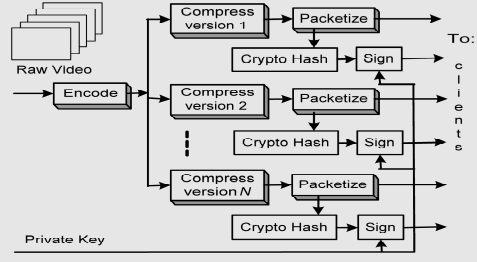 Compress
version 1
Packetize
To:
Raw Video
Crypto Hash
Sign
clients
Encode
Compress
version 2
Packetize
Crypto Hash
Sign
Compress
version N
Packetize
Crypto Hash
Sign
Private Key